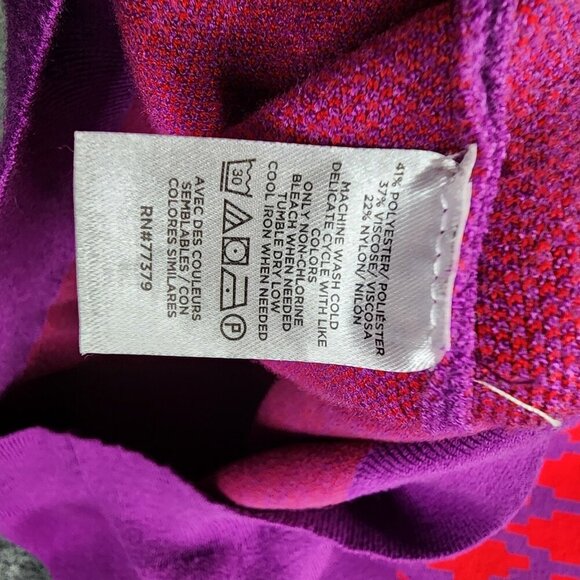 41% POLYESTER/ POLIÉSTER
37% VISCOSE/ VISCOSA
22% NYLON/ NILÓN
MACHINE WASH COLD
DELICATE CYCLE WITH LIKE
COLORS
ONLY NON-CHLORINE
BLEACH WHEN NEEDED
TUMBLE DRY LOW
COOL IRON WHEN NEEDED
30 P
AVEC DES COULEURS
SEMBLABLES / CON
COLORES SIMILARES
RN#77379